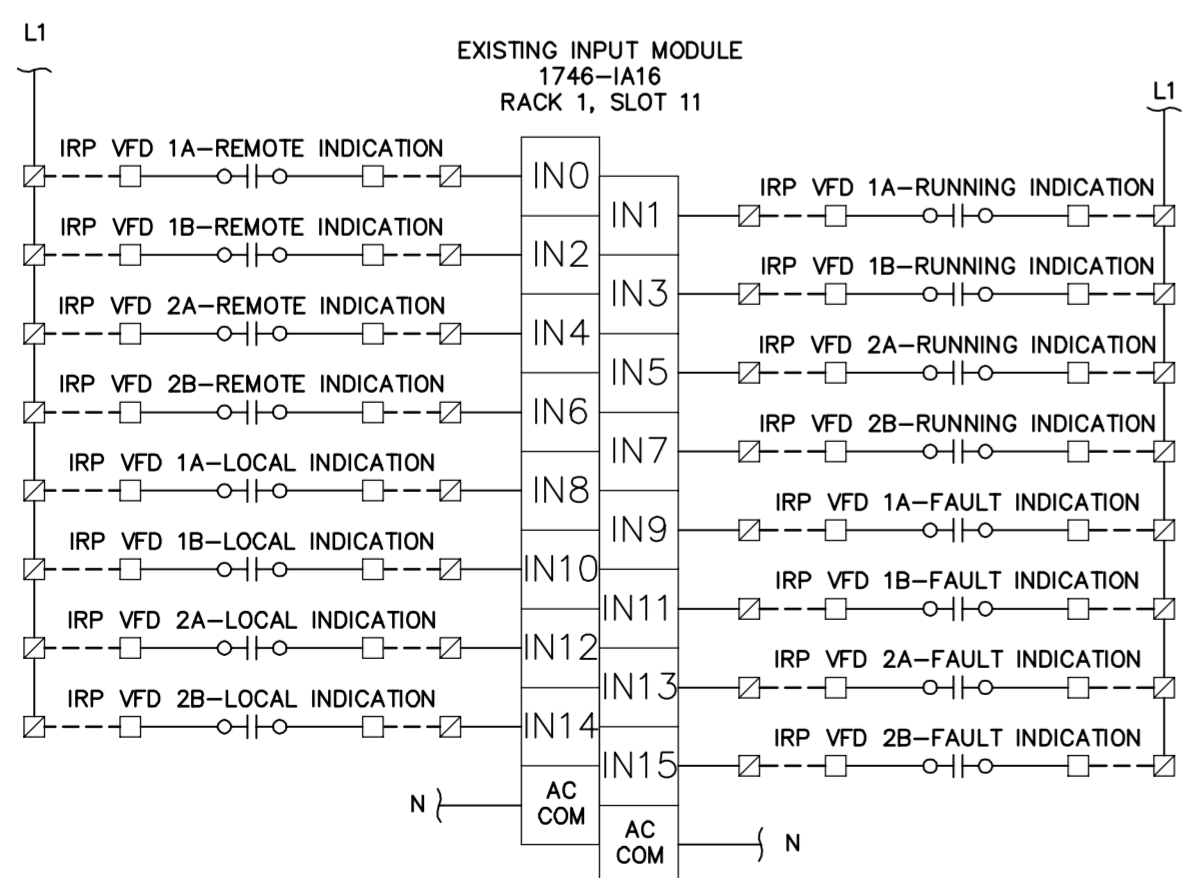 L1
EXISTING INPUT MODULE
1746-IA16
RACK 1, SLOT 11
L1
IRP VFD 1A-REMOTE INDICATION
IN0
IRP VFD 1A-RUNNING INDICATION
IN1
IRP VFD 1B-REMOTE INDICATION
IN2
IRP VFD 1B-RUNNING INDICATION
IN3
IRP VFD 2A-REMOTE INDICATION
IN4
IRP VFD 2A-RUNNING INDICATION
IN5
IRP VFD 2B-REMOTE INDICATION
IN6
IRP VFD 2B-RUNNING INDICATION
IN7
IRP VFD 1A-LOCAL INDICATION
IN8
IRP VFD 1A-FAULT INDICATION
IN9
IRP VFD 1B-LOCAL INDICATION
IN10
IRP VFD 1B-FAULT INDICATION
IN11
IRP VFD 2A-LOCAL INDICATION
IN12
IRP VFD 2A-FAULT INDICATION
IN13
IRP VFD 2B-LOCAL INDICATION
IN14
IRP VFD 2B-FAULT INDICATION
IN15
N
AC
COM
AC
COM
N